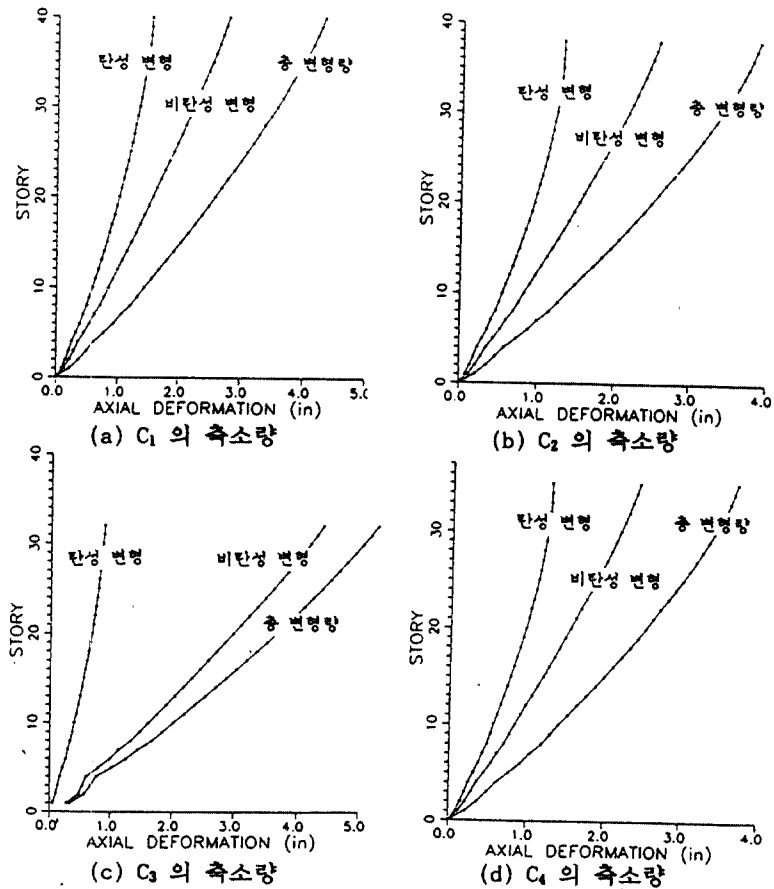 40
30
20
10
0
STORY
탄성 변형
비탄성 변형
총 변형량
0.0 1.0 2.0 3.0 4.0 5.0
AXIAL DEFORMATION (in)
(a) C₁ 의 축소량
40
30
20
10
0
STORY
탄성 변형
비탄성 변형
총 변형량
0.0 1.0 2.0 3.0 4.0
AXIAL DEFORMATION (in)
(b) C₂ 의 축소량
40
30
20
10
0
STORY
탄성 변형
비탄성 변형
총 변형량
0.0 1.0 2.0 3.0 4.0 5.0
AXIAL DEFORMATION (in)
(c) C₃ 의 축소량
30
20
10
0
STORY
탄성 변형
비탄성 변형
총 변형량
0.0 1.0 2.0 3.0 4.0
AXIAL DEFORMATION (in)
(d) C₄ 의 축소량